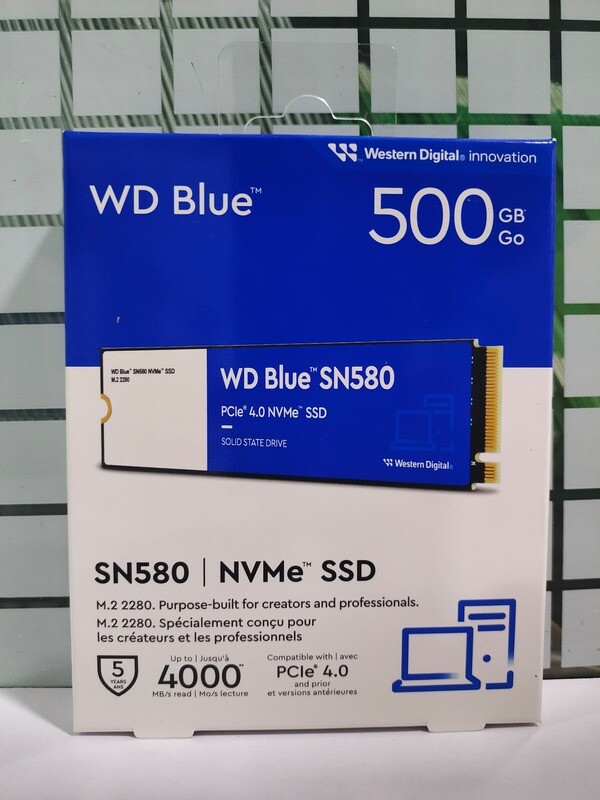 Western Digital® innovation
WD Blue™
500 GB Go
WD Blue™ SN580 NVMe™ SSD
M.2 2280
WD Blue™ SN580
PCIe® 4.0 NVMe™ SSD
SOLID STATE DRIVE
Western Digital®
SN580 | NVMe™ SSD
M.2 2280. Purpose-built for creators and professionals.
M.2 2280. Spécialement conçu pour
les créateurs et les professionnels
5
YEARS
ANS
Up to | Jusqu'à
4000**
MB/s read | Mo/s lecture
Compatible with | avec
PCIe® 4.0
and prior
et versions antérieures